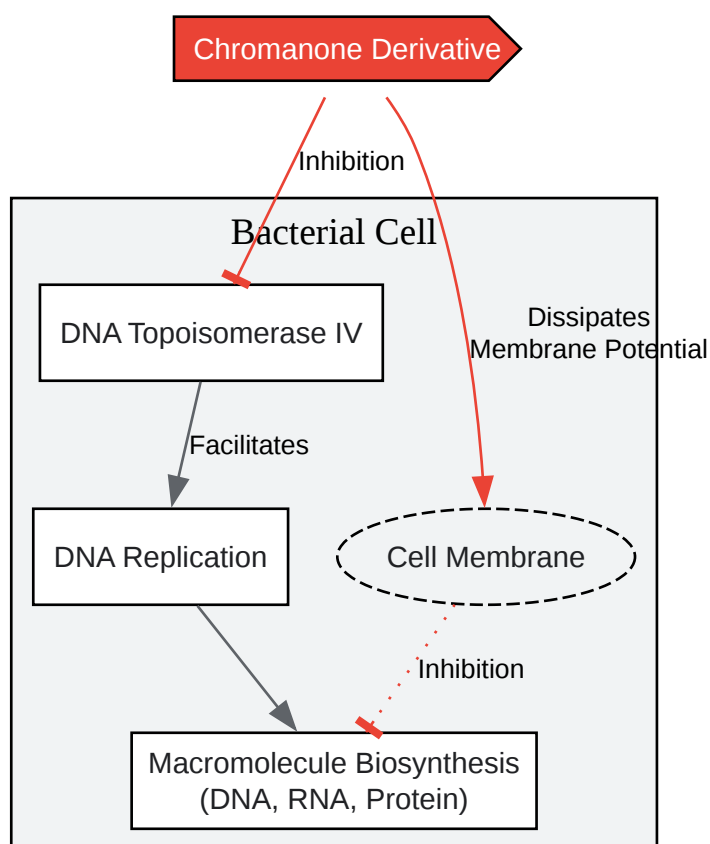 Chromanone Derivative
Inhibition
Bacterial Cell
DNA Topoisomerase IV
Dissipates
Membrane Potential
Facilitates
DNA Replication
Cell Membrane
Inhibition
Macromolecule Biosynthesis
(DNA, RNA, Protein)